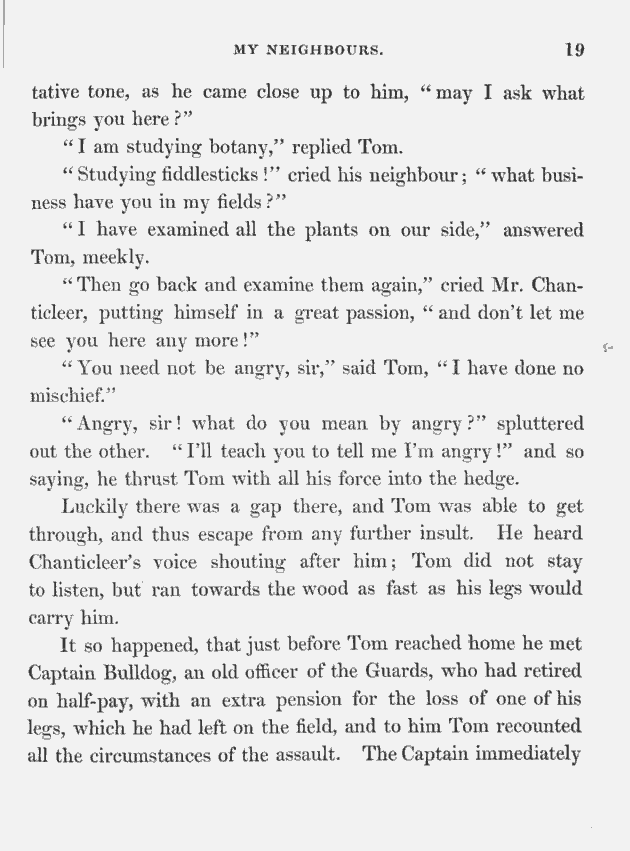 MY NEIGHBOURS. 19
tative tone, as he came close up to him, “may I ask what
brings you here?”
“I am studying botany,” replied Tom.
“Studying fiddlesticks!” cried his neighbour; “what busi-
ness have you in my fields?”
“I have examined all the plants on our side,” answered
Tom, meekly.
“Then go back and examine them again,” cried Mr. Chan-
ticleer, putting himself in a great passion, “and don’t let me
see you here any more!”
“You need not be angry, sir,” said Tom, “I have done no
mischief.”
“Angry, sir! what do you mean by angry?” spluttered
out the other. “I’ll teach you to tell me I’m angry!” and so
saying, he thrust Tom with all his force into the hedge.
Luckily there was a gap there, and Tom was able to get
through, and thus escape from any further insult. He heard
Chanticleer’s voice shouting after him; Tom did not stay
to listen, but ran towards the wood as fast as his legs would
carry him.
It so happened, that just before Tom reached home he met
Captain Bulldog, an old officer of the Guards, who had retired
on half-pay, with an extra pension for the loss of one of his
legs, which he had left on the field, and to him Tom recounted
all the circumstances of the assault. The Captain immediately